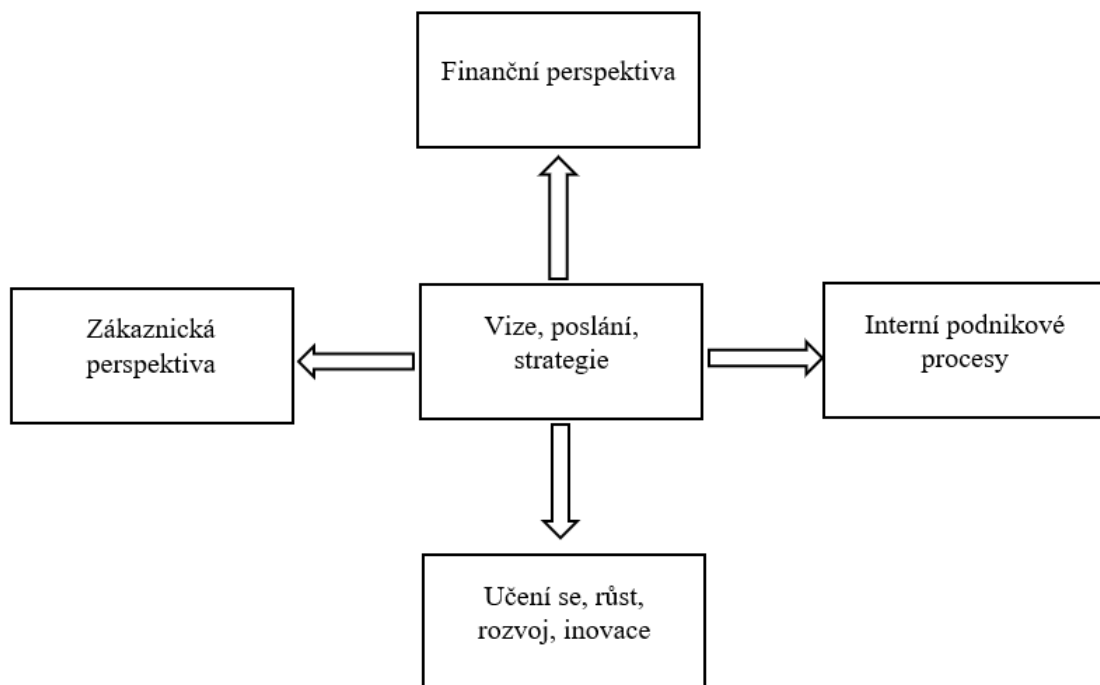 Finanční perspektiva
Zákaznická
perspektiva
Vize, poslání,
strategie
Interní podnikové
procesy
Učení se, růst,
rozvoj, inovace